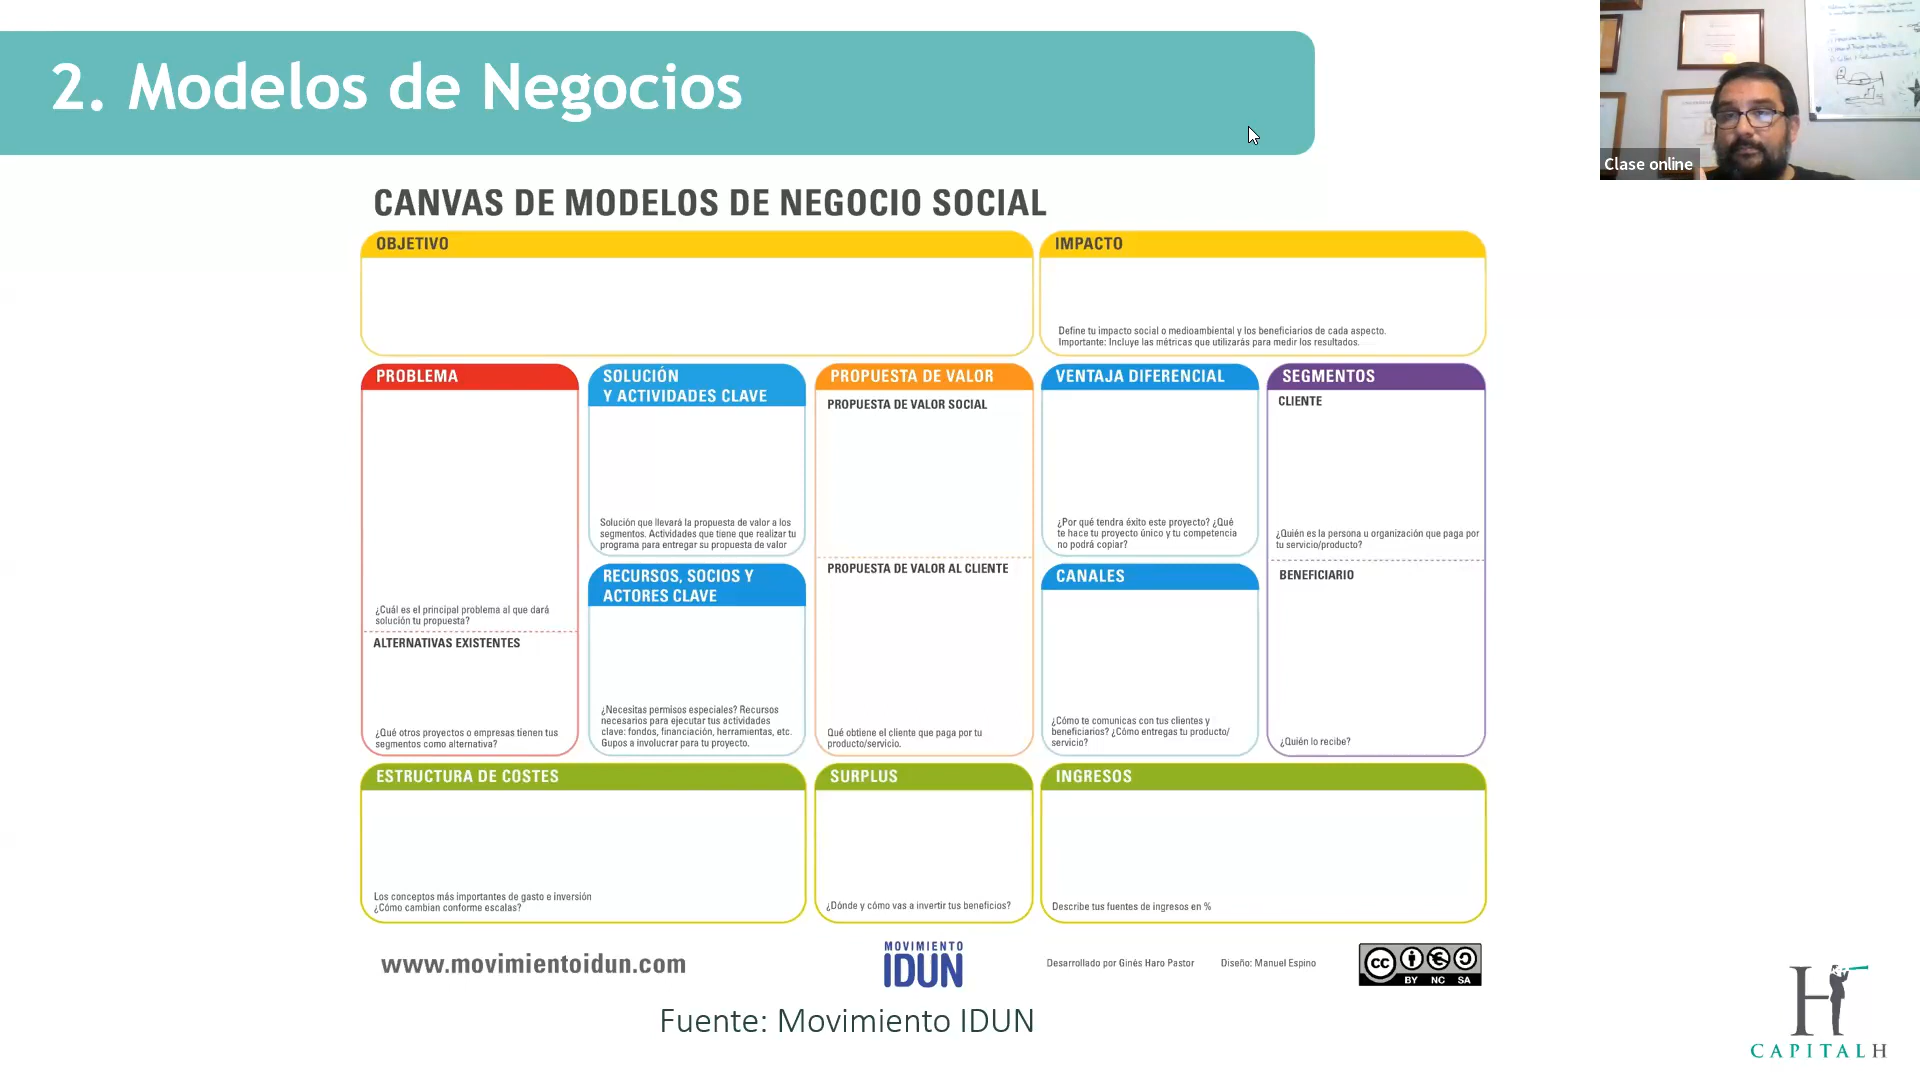 2. Modelos de Negocios
Clase online
CANVAS DE MODELOS DE NEGOCIO SOCIAL
OBJETIVO
IMPACTO
Define tu impacto social o medioambiental y los beneficiarios de cada aspecto.
Importante: Incluye las métricas que utilizarás para medir los resultados.
PROBLEMA
¿Cuál es el principal problema al que dará
solución tu propuesta?
ALTERNATIVAS EXISTENTES
¿Qué otros proyectos o empresas tienen tus
segmentos como alternativa?
SOLUCIÓN
Y ACTIVIDADES CLAVE
Solución que llevará la propuesta de valor a los
segmentos. Actividades que tiene que realizar tu
programa para entregar su propuesta de valor
RECURSOS, SOCIOS Y
ACTORES CLAVE
¿Necesitas permisos especiales? Recursos
necesarios para ejecutar tus actividades
clave: fondos, financiación, herramientas, etc.
Gupos a involucrar para tu proyecto.
PROPUESTA DE VALOR
PROPUESTA DE VALOR SOCIAL
PROPUESTA DE VALOR AL CLIENTE
Qué obtiene el cliente que paga por tu
producto/servicio.
VENTAJA DIFERENCIAL
¿Por qué tendra éxito este proyecto? ¿Qué
te hace tu proyecto único y tu competencia
no podrá copiar?
CANALES
¿Cómo te comunicas con tus clientes y
beneficiarios? ¿Cómo entregas tu producto/
servicio?
SEGMENTOS
CLIENTE
¿Quién es la persona u organización que paga por
tu servicio/producto?
BENEFICIARIO
¿Quién lo recibe?
ESTRUCTURA DE COSTES
Los conceptos más importantes de gasto e inversión
¿Cómo cambian conforme escalas?
SURPLUS
¿Dónde y cómo vas a invertir tus beneficios?
INGRESOS
Describe tus fuentes de ingresos en %
www.movimientoidun.com
MOVIMIENTO
IDUN
Desarrollado por Ginés Haro Pastor
Diseño: Manuel Espino
cc
BY NC SA
Fuente: Movimiento IDUN
H
CAPITALH